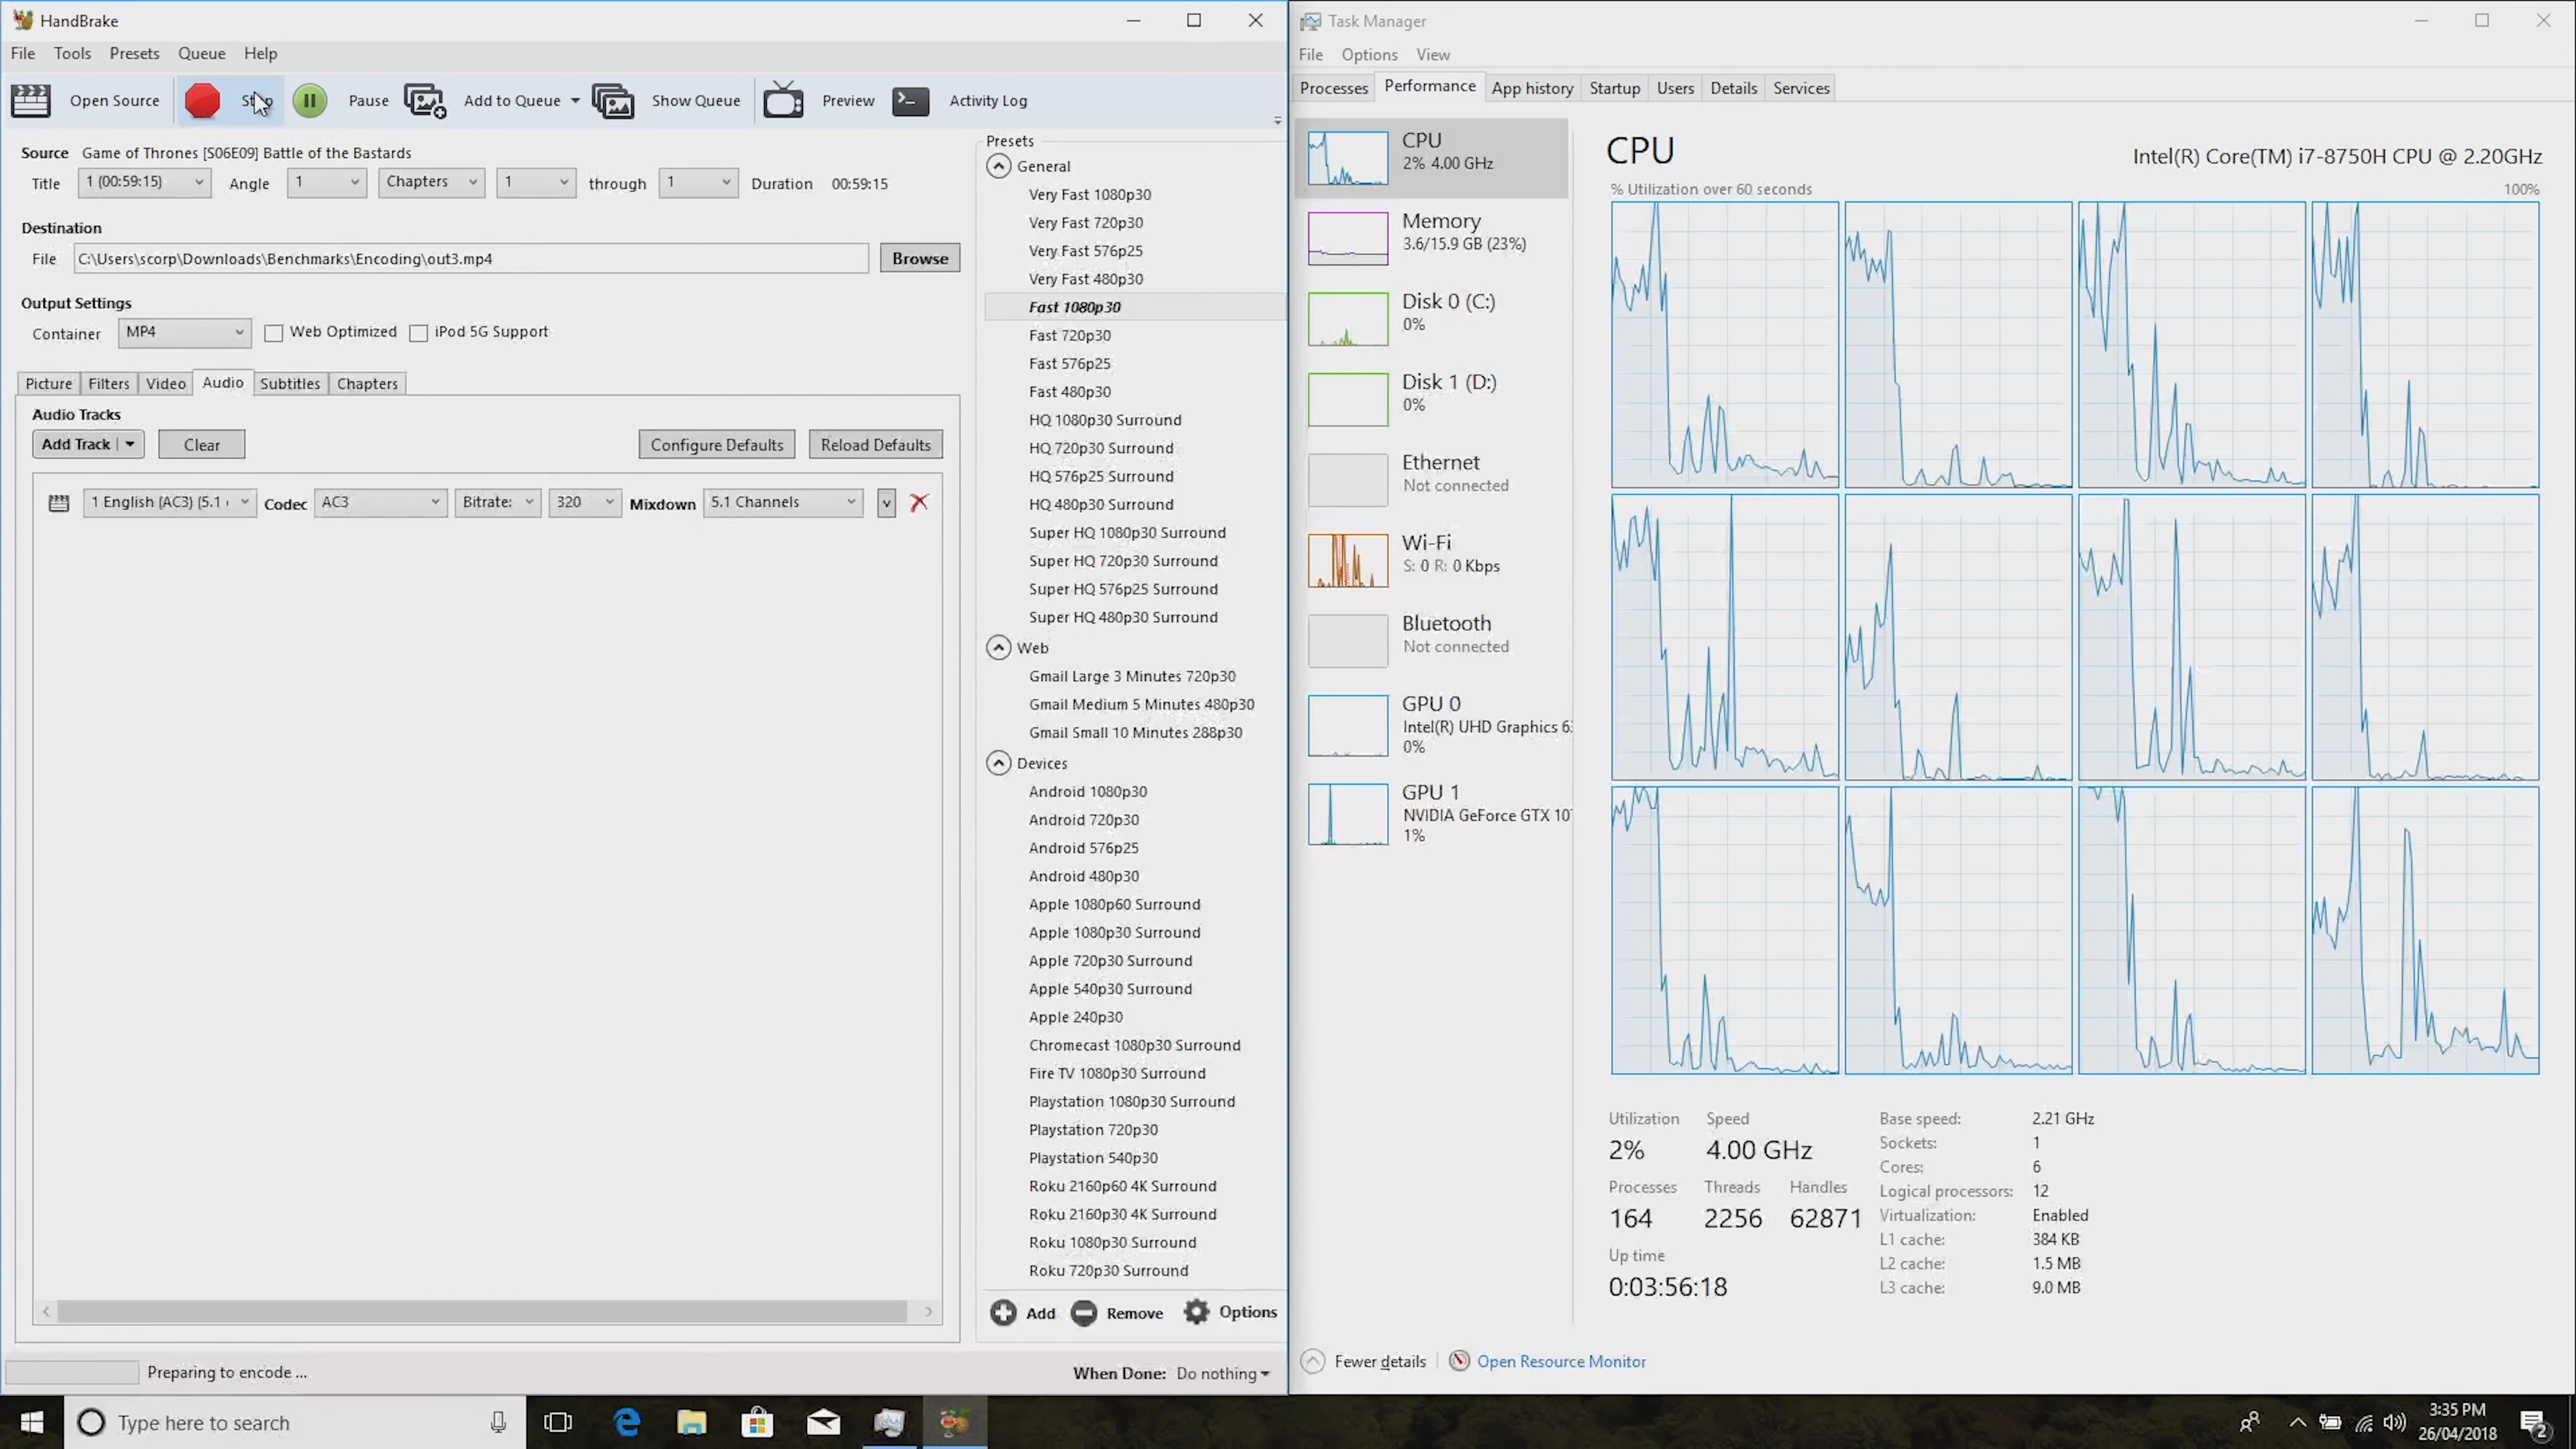 HandBrake
File Tools Presets Queue Help
Open Source Pause Add to Queue Show Queue Preview Activity Log
Source Game of Thrones [S06E09] Battle of the Bastards
Title 1 (00:59:15) Angle 1 Chapters 1 through 1 Duration 00:59:15
Destination
File C:\Users\scorp\Downloads\Benchmarks\Encoding\out3.mp4 Browse
Output Settings
Container MP4 Web Optimized iPod 5G Support
Picture Filters Video Audio Subtitles Chapters
Audio Tracks
Add Track Clear Configure Defaults Reload Defaults
1 English (AC3) (5.1 Codec AC3 Bitrate: 320 Mixdown 5.1 Channels
Presets
General
Very Fast 1080p30
Very Fast 720p30
Very Fast 576p25
Very Fast 480p30
Fast 1080p30
Fast 720p30
Fast 576p25
Fast 480p30
HQ 1080p30 Surround
HQ 720p30 Surround
HQ 576p25 Surround
HQ 480p30 Surround
Super HQ 1080p30 Surround
Super HQ 720p30 Surround
Super HQ 576p25 Surround
Super HQ 480p30 Surround
Web
Gmail Large 3 Minutes 720p30
Gmail Medium 5 Minutes 480p30
Gmail Small 10 Minutes 288p30
Devices
Android 1080p30
Android 720p30
Android 576p25
Android 480p30
Apple 1080p60 Surround
Apple 1080p30 Surround
Apple 720p30 Surround
Apple 540p30 Surround
Apple 240p30
Chromecast 1080p30 Surround
Fire TV 1080p30 Surround
Playstation 1080p30 Surround
Playstation 720p30
Playstation 540p30
Roku 2160p60 4K Surround
Roku 2160p30 4K Surround
Roku 1080p30 Surround
Roku 720p30 Surround
Add Remove Options
Preparing to encode ... When Done: Do nothing
Task Manager
File Options View
Processes Performance App history Startup Users Details Services
CPU
2% 4.00 GHz
Memory
3.6/15.9 GB (23%)
Disk 0 (C:)
0%
Disk 1 (D:)
0%
Ethernet
Not connected
Wi-Fi
S: 0 R: 0 Kbps
Bluetooth
Not connected
GPU 0
Intel(R) UHD Graphics
0%
GPU 1
NVIDIA GeForce GTX
1%
CPU Intel(R) Core(TM) i7-8750H CPU @ 2.20GHz
% Utilization over 60 seconds 100%
Utilization Speed
2% 4.00 GHz
Processes Threads Handles
164 2256 62871
Up time
0:03:56:18
Base speed: 2.21 GHz
Sockets: 1
Cores: 6
Logical processors: 12
Virtualization: Enabled
L1 cache: 384 KB
L2 cache: 1.5 MB
L3 cache: 9.0 MB
Fewer details Open Resource Monitor
Type here to search
3:35 PM
26/04/2018
2